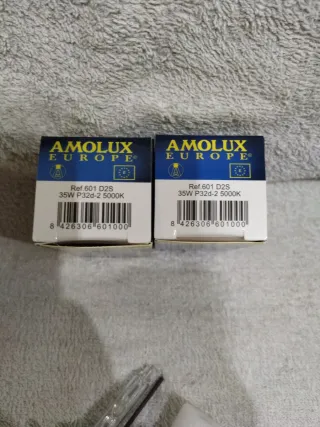 AMOLUX
EUROPE®
Ref.601 D2S
35W P32d-2 5000K
8 426306 601000
AMOLUX
EUROPE®
Ref.601 D2S
35W P32d-2 5000K
8 426306 601000